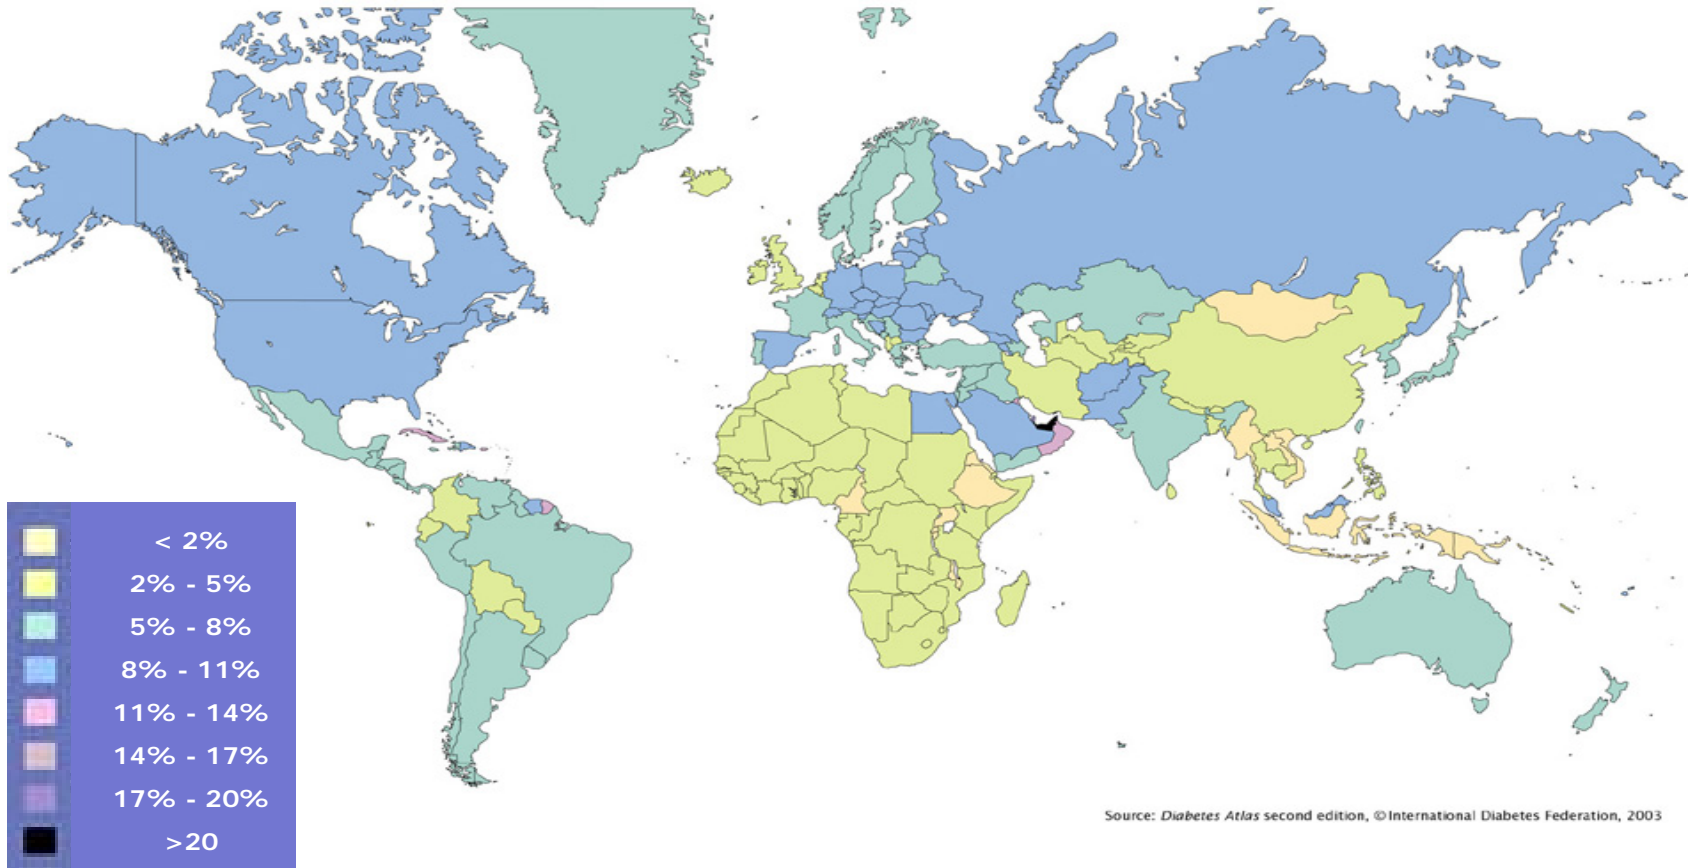 < 2%
2% - 5%
5% - 8%
8% - 11%
11% - 14%
14% - 17%
17% - 20%
>20
Source: Diabetes Atlas second edition, ©International Diabetes Federation, 2003